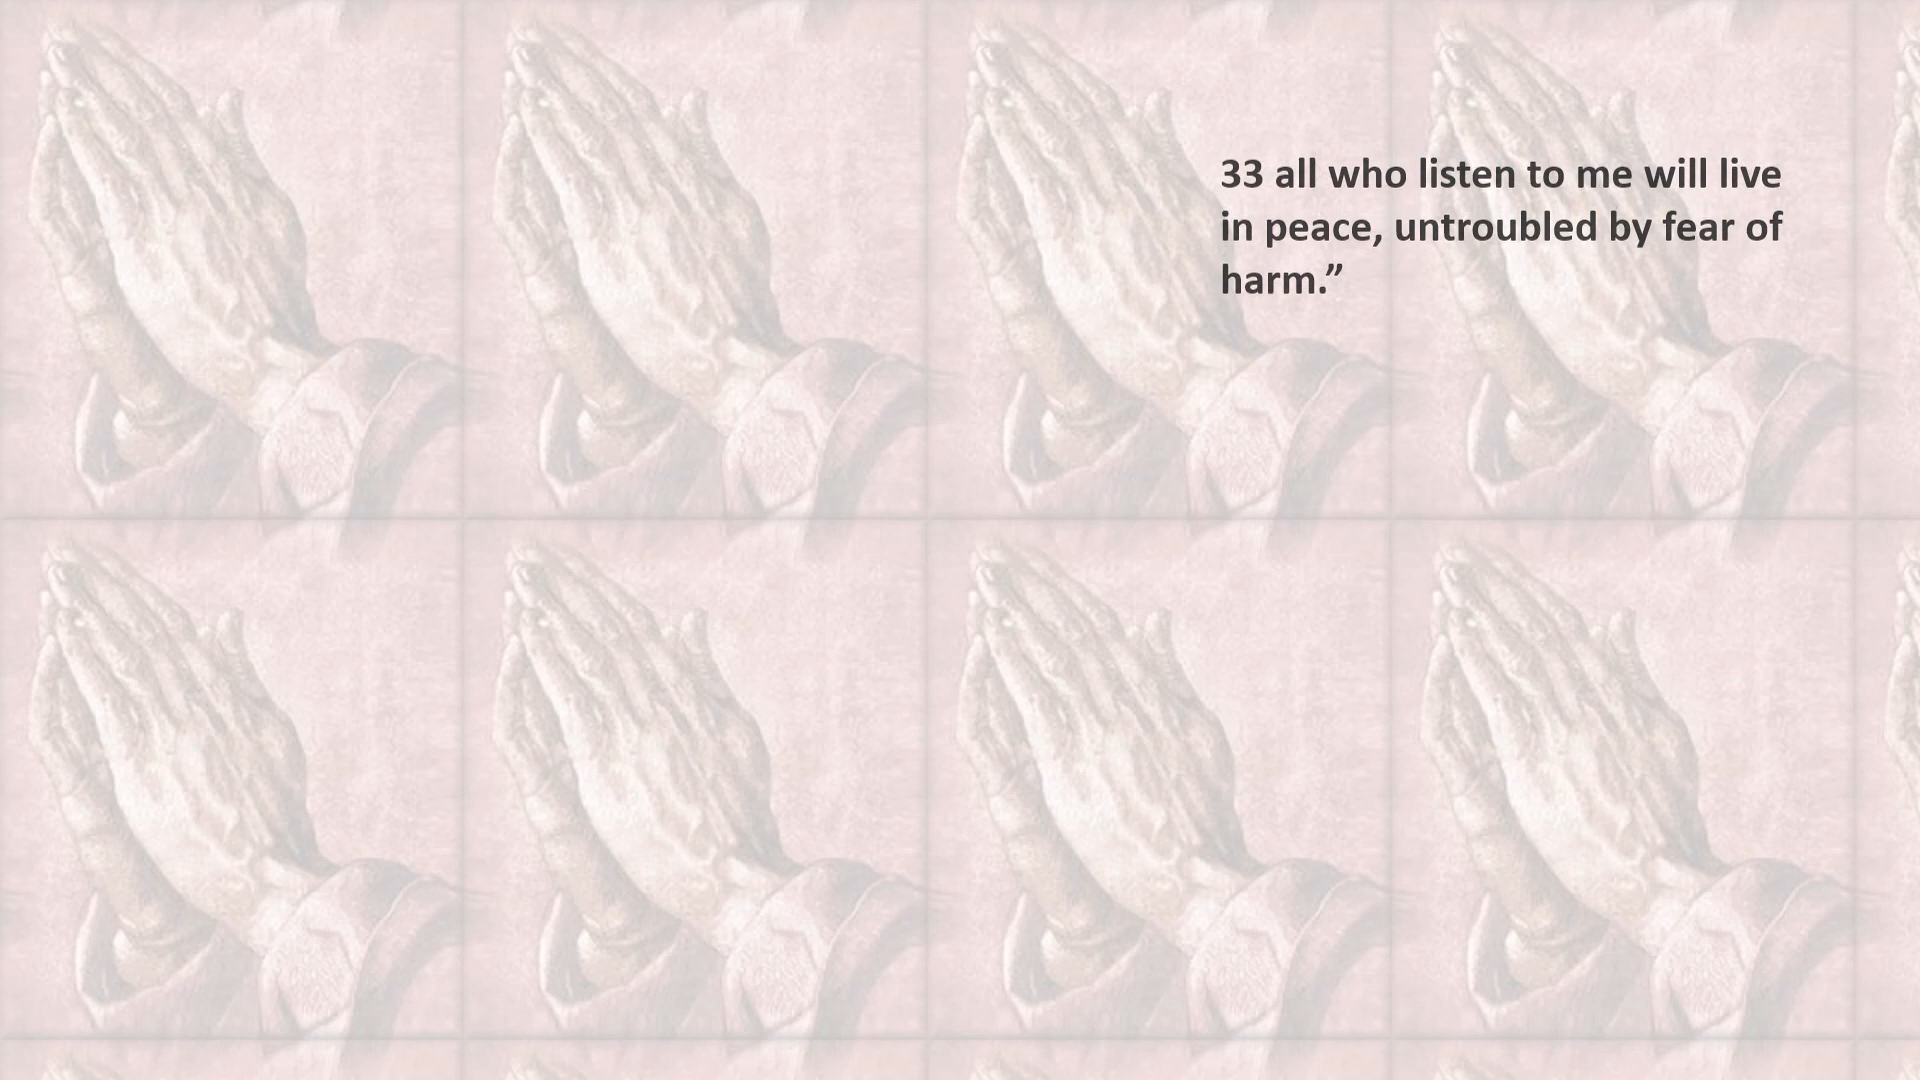 33 all who listen to me will live
in peace, untroubled by fear of
harm.”